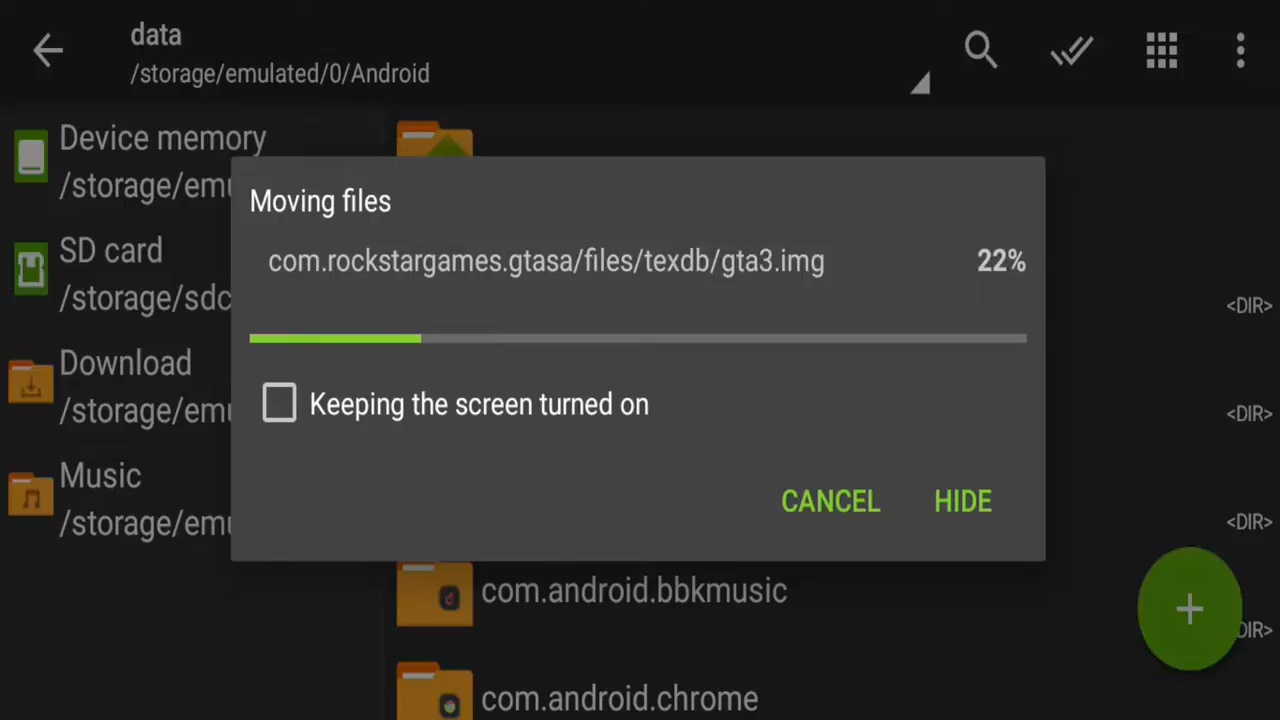 data
/storage/emulated/0/Android
Device memory
/storage/emu
SD card
/storage/sdc
Download
/storage/emu
Music
/storage/emu
Moving files
com.rockstargames.gtasa/files/texdb/gta3.img 22%
Keeping the screen turned on
CANCEL HIDE
<DIR>
<DIR>
<DIR>
com.android.bbkmusic
DIR>
com.android.chrome